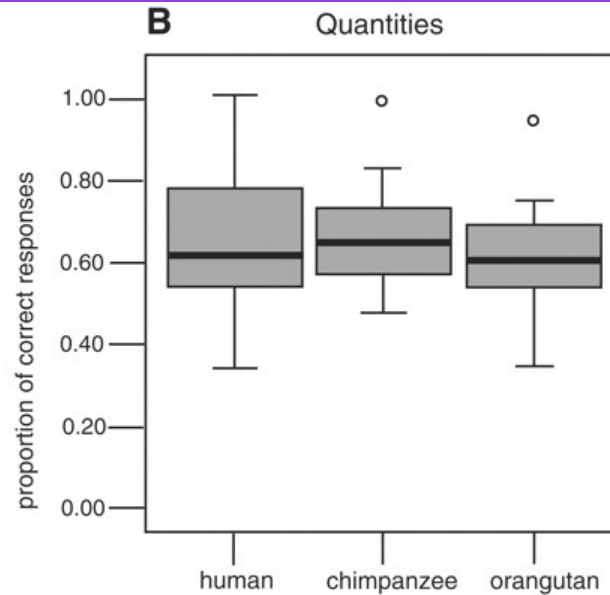 B Quantities
proportion of correct responses
1.00
0.80
0.60
0.40
0.20
0.00
human chimpanzee orangutan